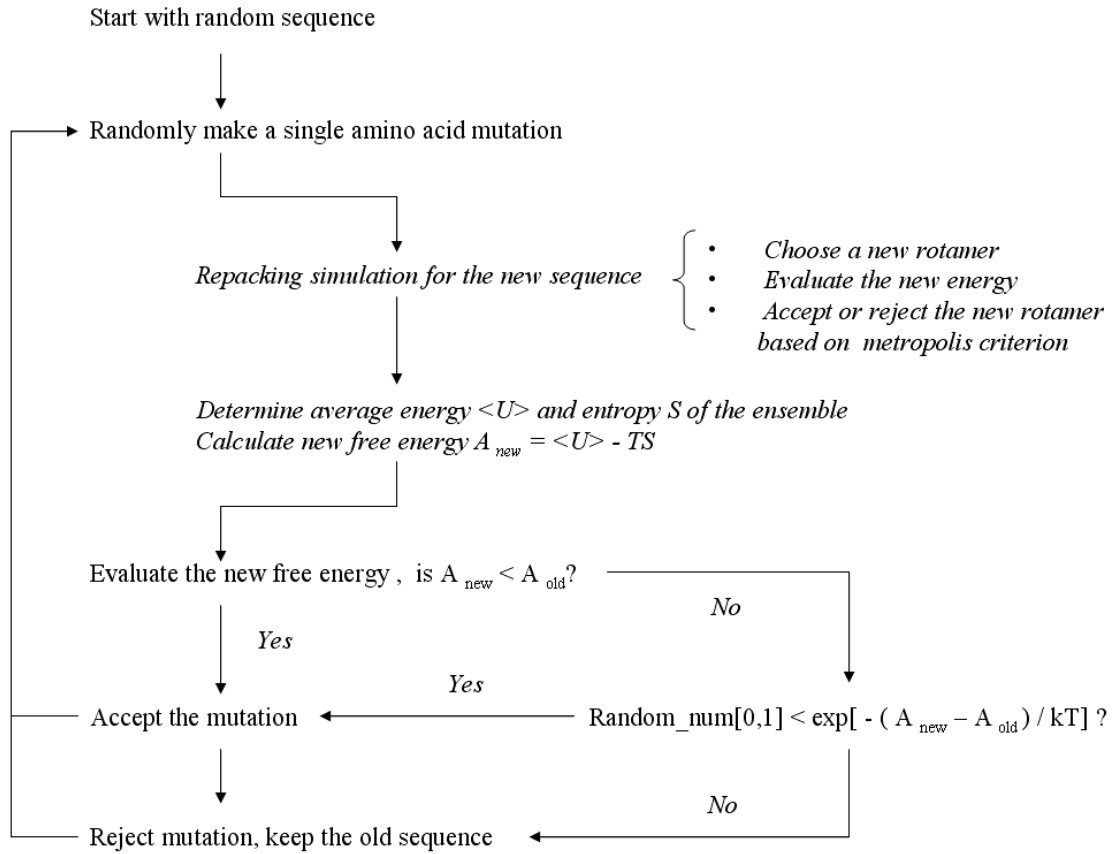 Start with random sequence
Randomly make a single amino acid mutation
Repacking simulation for the new sequence
• Choose a new rotamer
• Evaluate the new energy
• Accept or reject the new rotamer
based on metropolis criterion
Determine average energy <U> and entropy S of the ensemble
Calculate new free energy A new = <U> - TS
Evaluate the new free energy , is A new < A old?
No
Yes
Yes
Accept the mutation
Random_num[0,1] < exp[ - ( A new – A old ) / kT] ?
No
Reject mutation, keep the old sequence